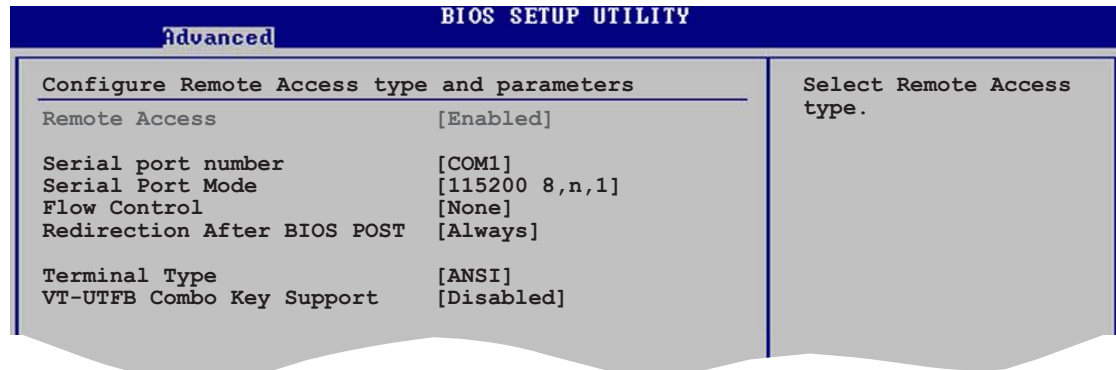 BIOS SETUP UTILITY
Advanced
Configure Remote Access type and parameters
Remote Access [Enabled]
Serial port number [COM1]
Serial Port Mode [115200 8,n,1]
Flow Control [None]
Redirection After BIOS POST [Always]
Terminal Type [ANSI]
VT-UTFB Combo Key Support [Disabled]
Select Remote Access
type.